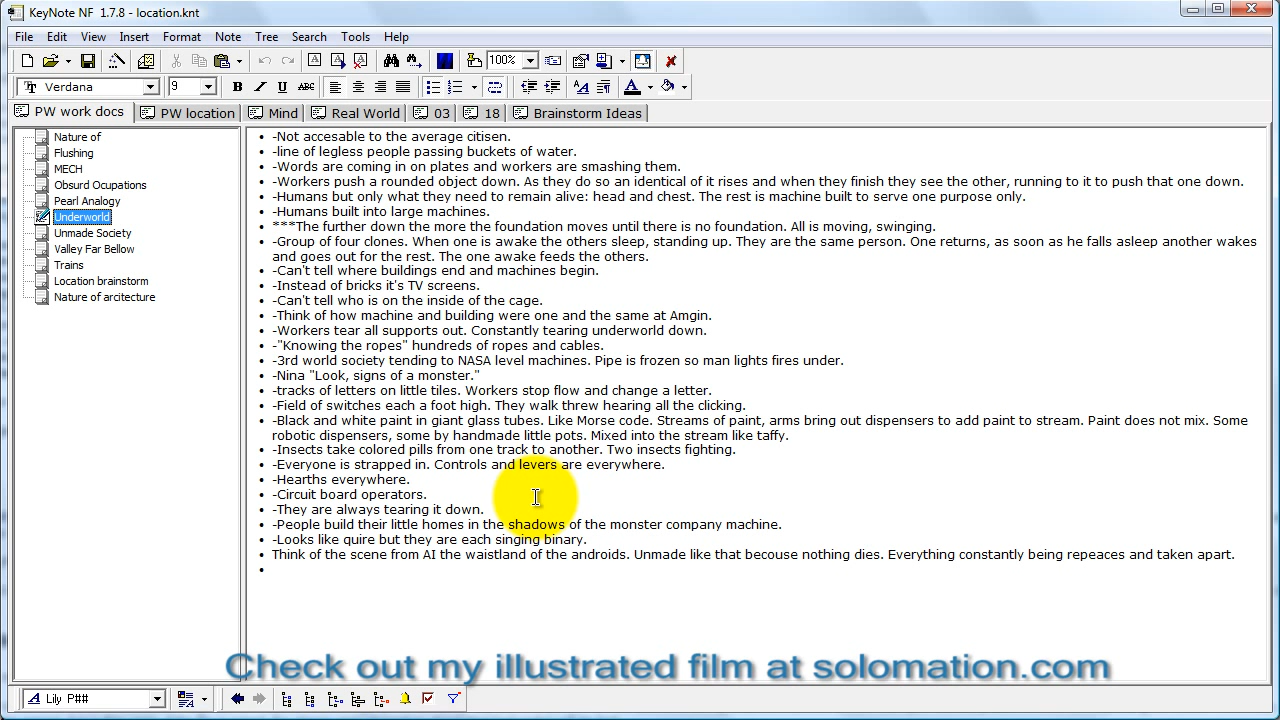 KeyNote NF 1.7.8 - location.knt
File Edit View Insert Format Note Tree Search Tools Help
100%
Verdana 9 B I U ABC
PW work docs PW location Mind Real World 03 18 Brainstorm Ideas
Nature of
Flushing
MECH
Obsurd Ocupations
Pearl Analogy
Underworld
Unmade Society
Valley Far Bellow
Trains
Location brainstorm
Nature of arcitecture
• -Not accesable to the average citisen.
• -line of legless people passing buckets of water.
• -Words are coming in on plates and workers are smashing them.
• -Workers push a rounded object down. As they do so an identical of it rises and when they finish they see the other, running to it to push that one down.
• -Humans but only what they need to remain alive: head and chest. The rest is machine built to serve one purpose only.
• -Humans built into large machines.
• ***The further down the more the foundation moves until there is no foundation. All is moving, swinging.
• -Group of four clones. When one is awake the others sleep, standing up. They are the same person. One returns, as soon as he falls asleep another wakes
and goes out for the rest. The one awake feeds the others.
• -Can't tell where buildings end and machines begin.
• -Instead of bricks it's TV screens.
• -Can't tell who is on the inside of the cage.
• -Think of how machine and building were one and the same at Amgin.
• -Workers tear all supports out. Constantly tearing underworld down.
• -"Knowing the ropes" hundreds of ropes and cables.
• -3rd world society tending to NASA level machines. Pipe is frozen so man lights fires under.
• -Nina "Look, signs of a monster."
• -tracks of letters on little tiles. Workers stop flow and change a letter.
• -Field of switches each a foot high. They walk threw hearing all the clicking.
• -Black and white paint in giant glass tubes. Like Morse code. Streams of paint, arms bring out dispensers to add paint to stream. Paint does not mix. Some
robotic dispensers, some by handmade little pots. Mixed into the stream like taffy.
• -Insects take colored pills from one track to another. Two insects fighting.
• -Everyone is strapped in. Controls and levers are everywhere.
• -Hearths everywhere.
• -Circuit board operators.
• -They are always tearing it down.
• -People build their little homes in the shadows of the monster company machine.
• -Looks like quire but they are each singing binary.
• Think of the scene from AI the waistland of the androids. Unmade like that becouse nothing dies. Everything constantly being repeaces and taken apart.
•
Check out my illustrated film at solomation.com
Lily P##